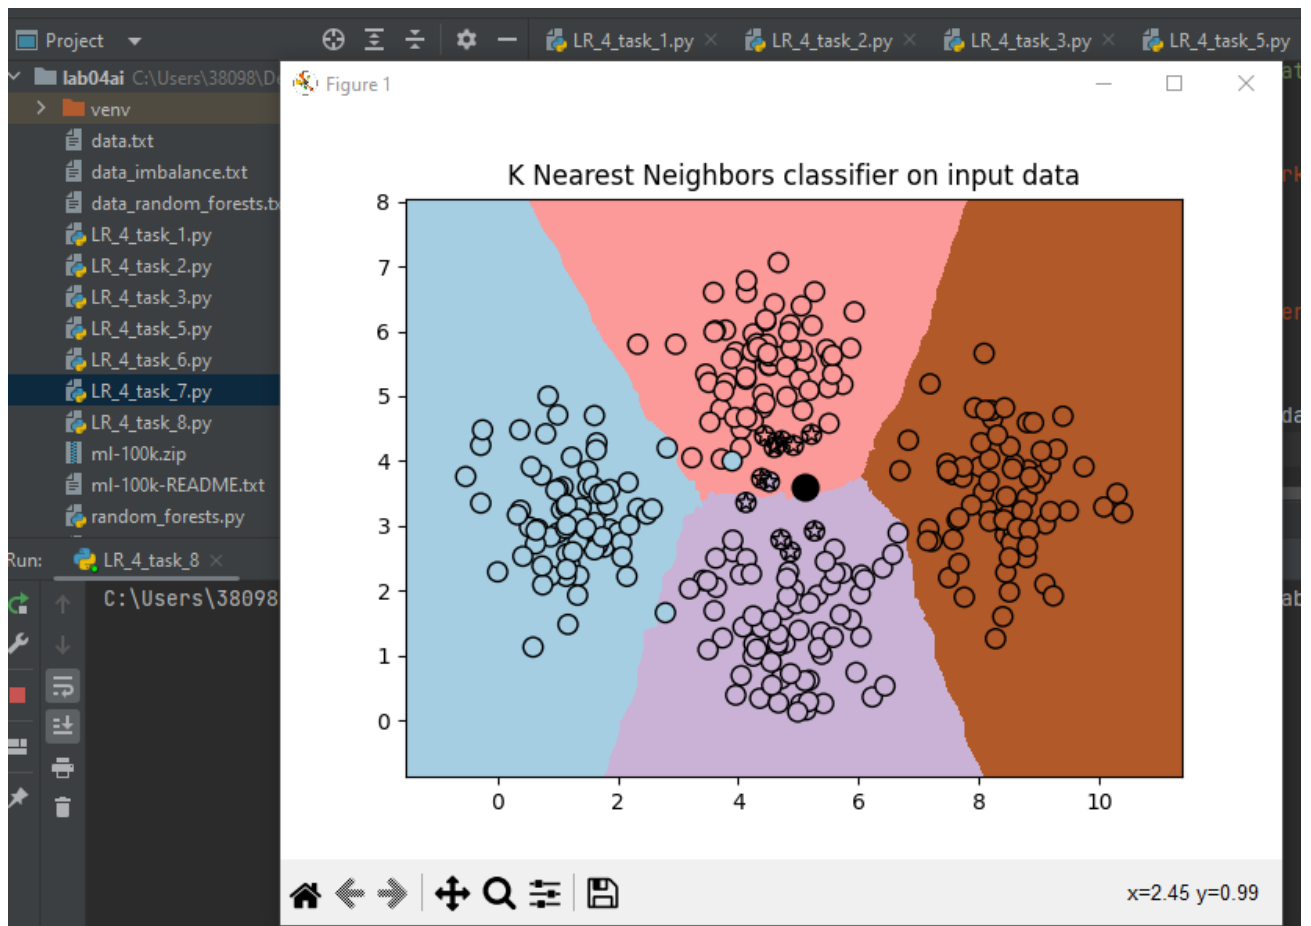 Project
LR_4_task_1.py
LR_4_task_2.py
LR_4_task_3.py
LR_4_task_5.py
lab04ai C:\Users\38098\De
venv
data.txt
data_imbalance.txt
data_random_forests.tx
LR_4_task_1.py
LR_4_task_2.py
LR_4_task_3.py
LR_4_task_5.py
LR_4_task_6.py
LR_4_task_7.py
LR_4_task_8.py
ml-100k.zip
ml-100k-README.txt
random_forests.py
Run:
LR_4_task_8
C:\Users\38098
Figure 1
K Nearest Neighbors classifier on input data
8
7
6
5
4
3
2
1
0
0 2 4 6 8 10
x=2.45 y=0.99